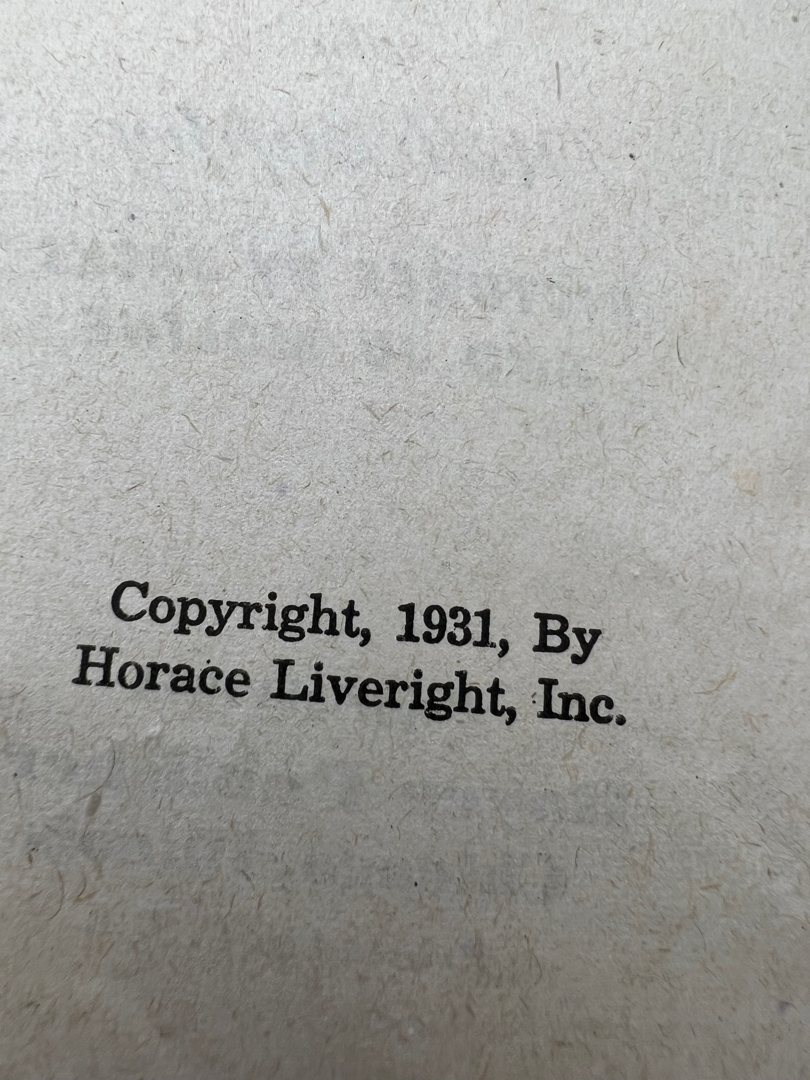 Copyright, 1931, By
Horace Liveright, Inc.